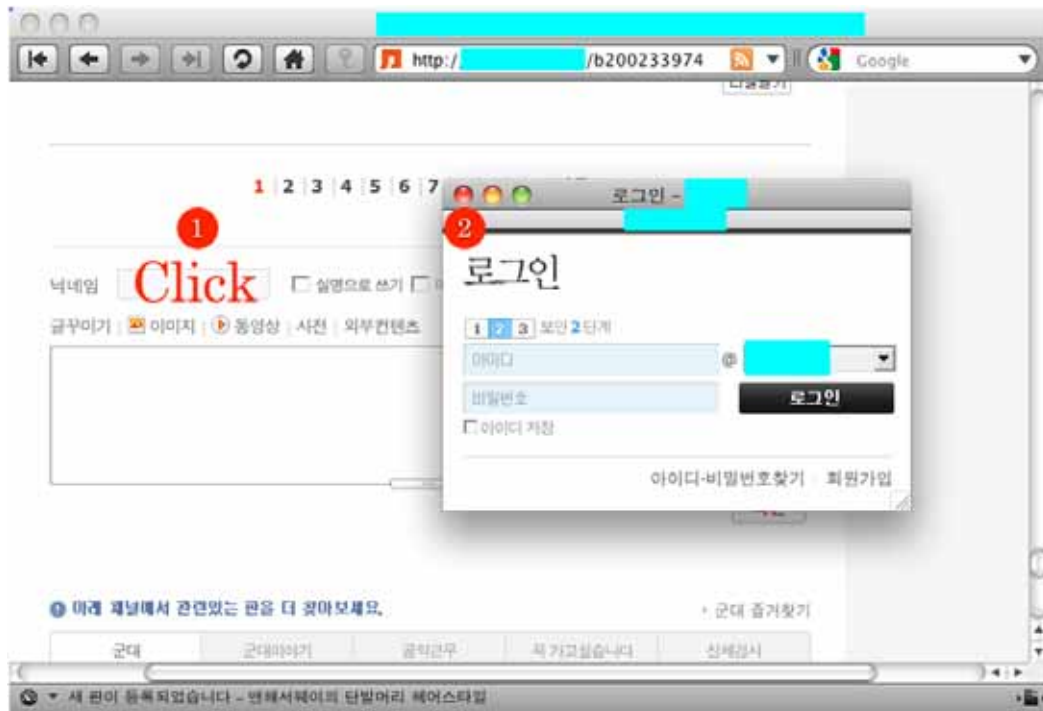 http:/ /b200233974 Google
1 2 3 4 5 6 7
1
Click
닉네임 실명으로 쓰기
글꾸미기 이미지 동영상 사전 외부컨텐츠
로그인 -
2
로그인
1 2 3 보안 2 단계
아이디 @
비밀번호 로그인
아이디 저장
아이디-비밀번호찾기 회원가입
아래 채널에서 관련있는 판을 더 찾아보세요.
군대 즐겨찾기
군대 군대이야기 공익근무 꼭 가고싶습니다 신체검사
새 판이 등록되었습니다 - 앤해서웨이의 단발머리 헤어스타일